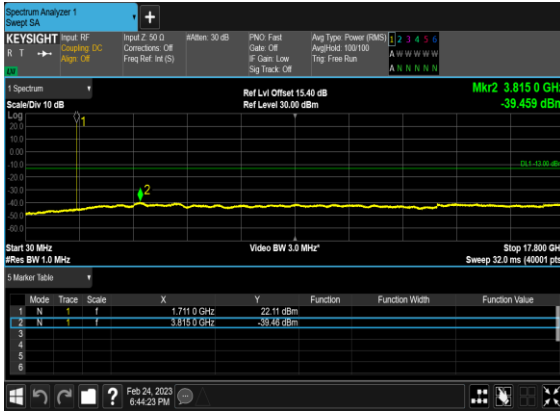 Spectrum Analyzer 1
Swept SA
+
KEYSIGHT Input: RF Input Z: 50 Ω #Atten: 30 dB PNO: Fast Avg Type: Power (RMS) 1 2 3 4 5 6
R T Coupling: DC Corrections: Off Gate: Off Avg|Hold: 100/100 A W W W W W
Align: Off Freq Ref: Int (S) IF Gain: Low Trig: Free Run
Sig Track: Off A N N N N N
1 Spectrum Ref Lvl Offset 15.40 dB Mkr2 3.815 0 GHz
Scale/Div 10 dB Ref Level 30.00 dBm -39.459 dBm
Log
20.0
10.0
0.00
-10.0
DL1 -13.00 dBm
-20.0
-30.0
-40.0
-50.0
-60.0
1
2
Start 30 MHz Video BW 3.0 MHz* Stop 17.800 GHz
#Res BW 1.0 MHz Sweep 32.0 ms (40001 pts)
5 Marker Table
Mode Trace Scale X Y Function Function Width Function Value
1 N 1 f 1.711 0 GHz 22.11 dBm
2 N 1 f 3.815 0 GHz -39.46 dBm
3
4
5
6
?
Feb 24, 2023
6:44:23 PM